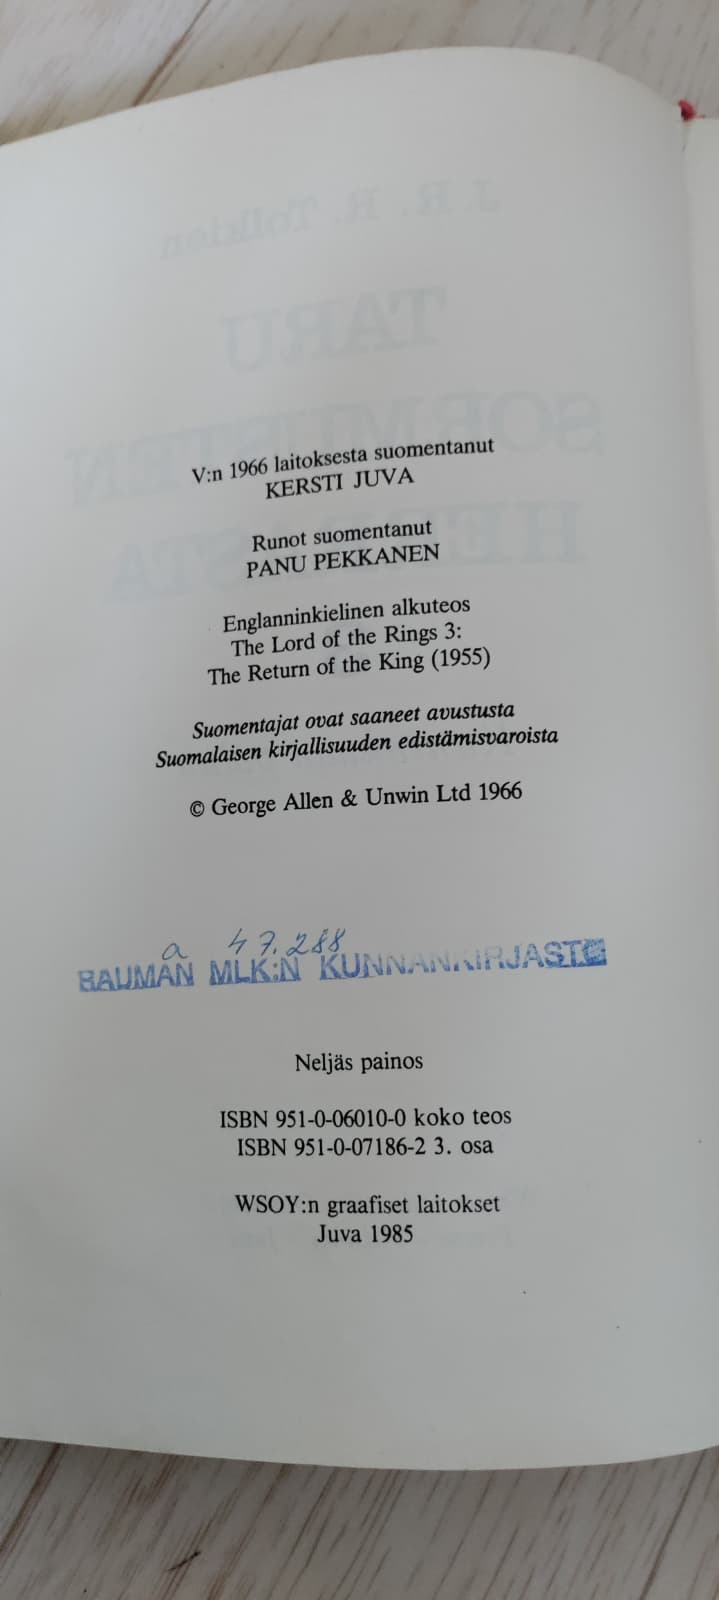 V:n 1966 laitoksesta suomentanut
KERSTI JUVA
Runot suomentanut
PANU PEKKANEN
Englanninkielinen alkuteos
The Lord of the Rings 3:
The Return of the King (1955)
Suomentajat ovat saaneet avustusta
Suomalaisen kirjallisuuden edistämisvaroista
© George Allen & Unwin Ltd 1966
a 47.288
RAUMAN MLK:N KUNNANKIRJASTO
Neljäs painos
ISBN 951-0-06010-0 koko teos
ISBN 951-0-07186-2 3. osa
WSOY:n graafiset laitokset
Juva 1985